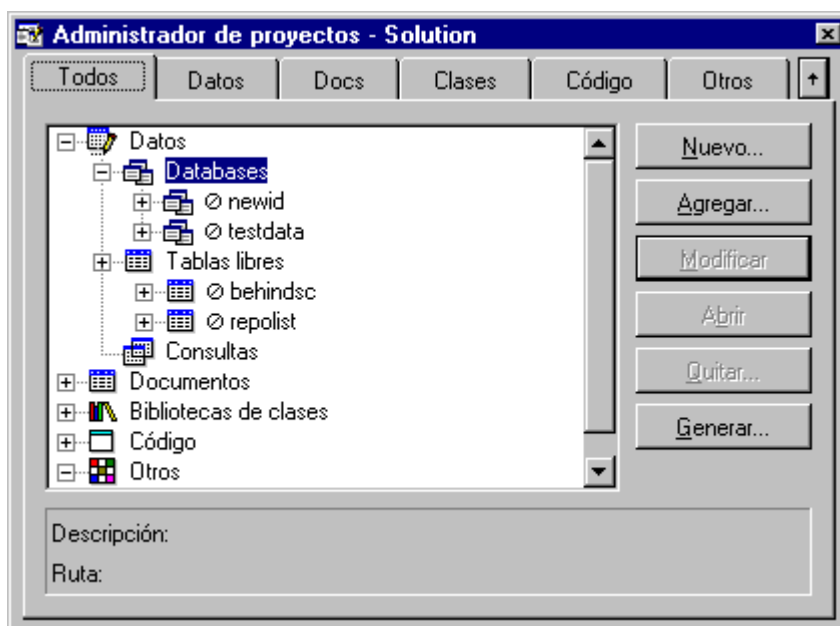 Administrador de proyectos - Solution
Todos Datos Docs Clases Código Otros
Datos
Databases
newid
testdata
Tablas libres
behindsc
repolist
Consultas
Documentos
Bibliotecas de clases
Código
Otros
Nuevo...
Agregar...
Modificar
Abrir
Quitar...
Generar...
Descripción:
Ruta: